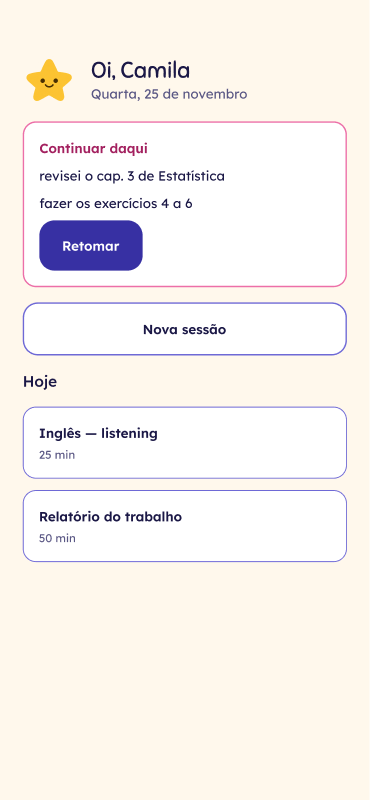 Oi, Camila
Quarta, 25 de novembro
Continuar daqui
revisei o cap. 3 de Estatística
fazer os exercícios 4 a 6
Retomar
Nova sessão
Hoje
Inglês — listening
25 min
Relatório do trabalho
50 min